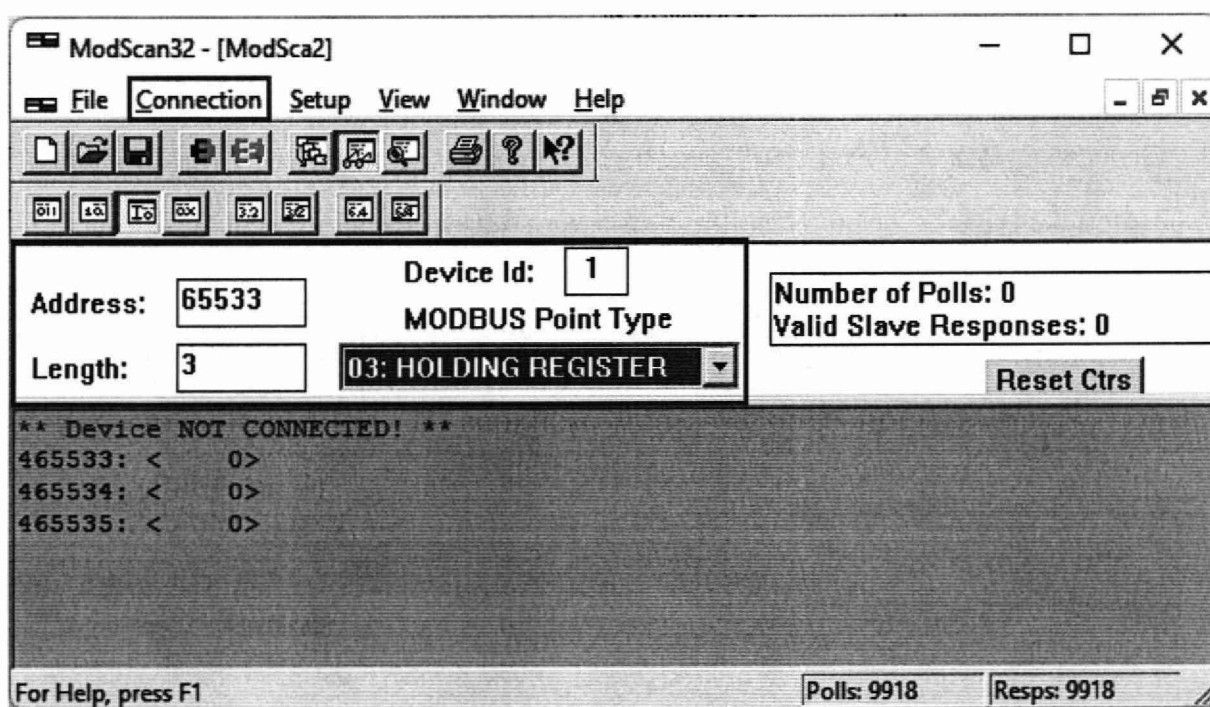 ModScan32 - [ModSca2]
File Connection Setup View Window Help
Device Id: 1
Address: 65533
MODBUS Point Type
Length: 3
03: HOLDING REGISTER
Number of Polls: 0
Valid Slave Responses: 0
Reset Ctrs
** Device NOT CONNECTED! **
465533: <     0>
465534: <     0>
465535: <     0>
For Help, press F1
Polls: 9918
Resps: 9918